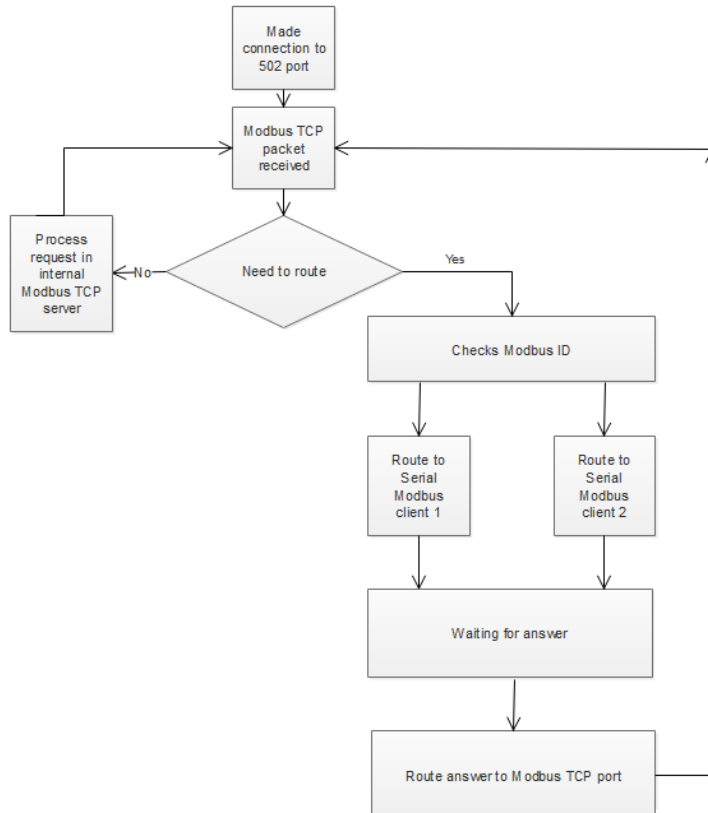 Made
connection to
502 port
Modbus TCP
packet
received
Process
request in
internal
Modbus TCP
server
No
Need to route
Yes
Checks Modbus ID
Route to
Serial
Modbus
client 1
Route to
Serial
Modbus
client 2
Waiting for answer
Route answer to Modbus TCP port